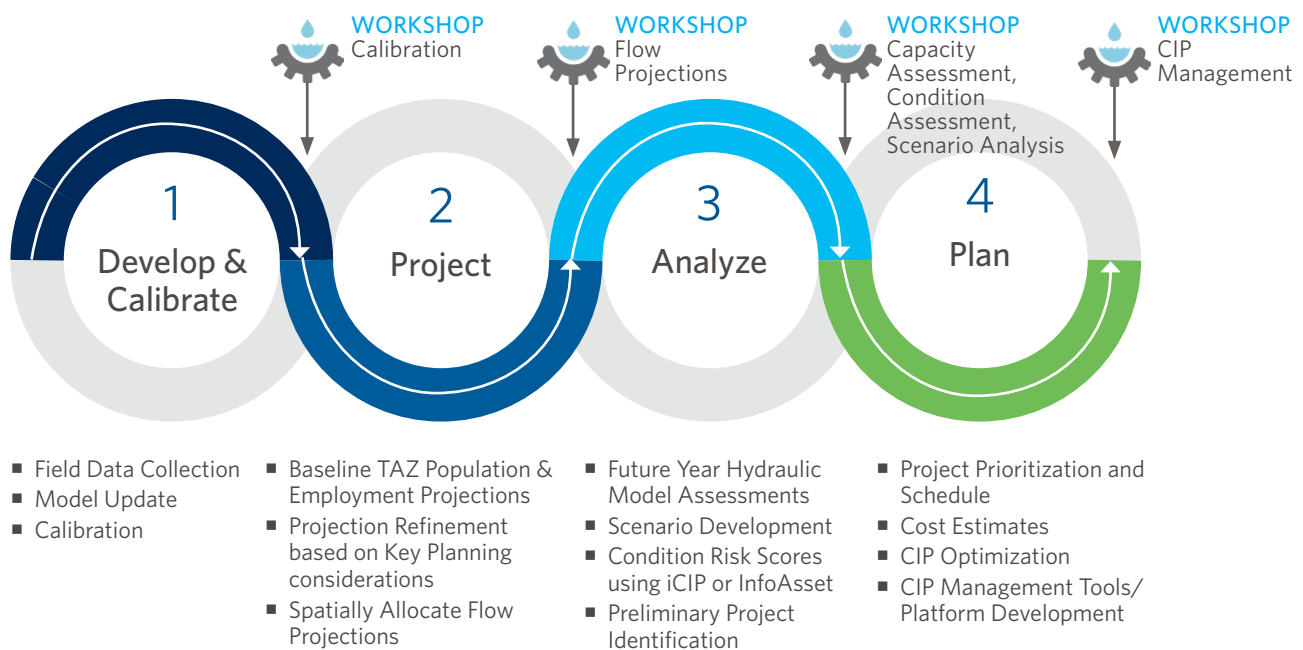 WORKSHOP
Calibration
WORKSHOP
Flow
Projections
WORKSHOP
Capacity
Assessment,
Condition
Assessment,
Scenario Analysis
WORKSHOP
CIP
Management
1
Develop &
Calibrate
2
Project
3
Analyze
4
Plan
▪ Field Data Collection
▪ Model Update
▪ Calibration
▪ Baseline TAZ Population &
Employment Projections
▪ Projection Refinement
based on Key Planning
considerations
▪ Spatially Allocate Flow
Projections
▪ Future Year Hydraulic
Model Assessments
▪ Scenario Development
▪ Condition Risk Scores
using iCIP or InfoAsset
▪ Preliminary Project
Identification
▪ Project Prioritization and
Schedule
▪ Cost Estimates
▪ CIP Optimization
▪ CIP Management Tools/
Platform Development